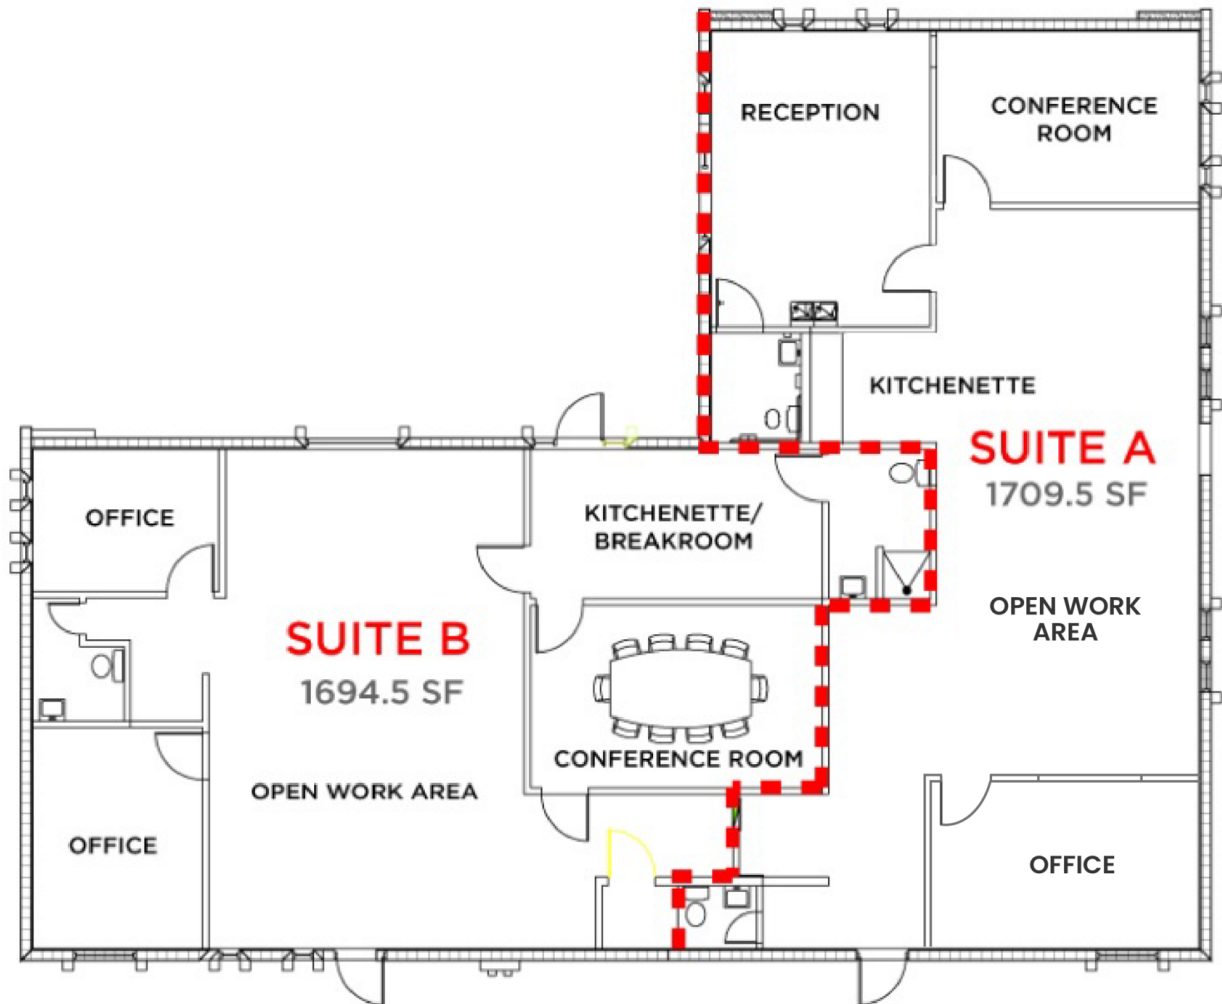 RECEPTION
CONFERENCE
ROOM
KITCHENETTE
SUITE A
1709.5 SF
OFFICE
KITCHENETTE/
BREAKROOM
OPEN WORK
AREA
SUITE B
1694.5 SF
CONFERENCE ROOM
OPEN WORK AREA
OFFICE
OFFICE